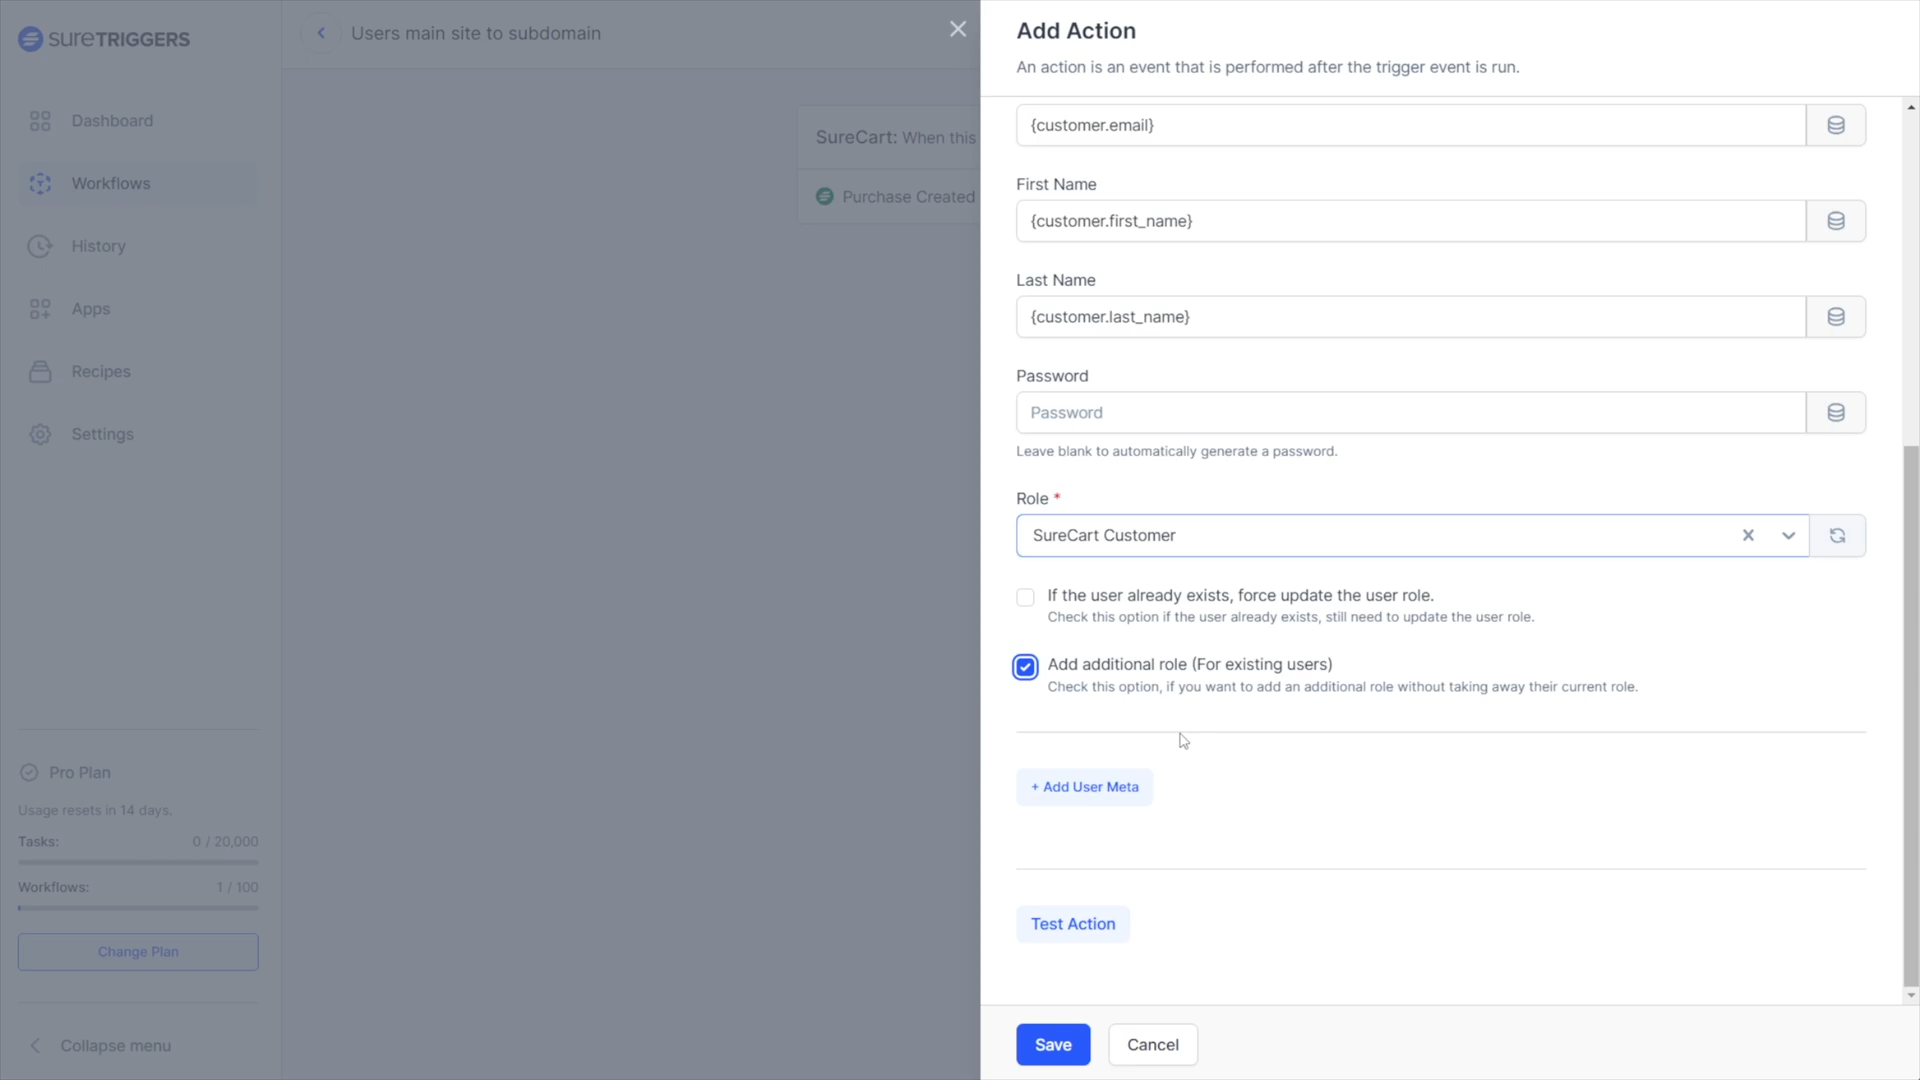 sureTRIGGERS
Dashboard
Workflows
History
Apps
Recipes
Settings
Pro Plan
Usage resets in 14 days.
Tasks: 0 / 20,000
Workflows: 1 / 100
Change Plan
Collapse menu
Users main site to subdomain
SureCart: When this
Purchase Created
Add Action
An action is an event that is performed after the trigger event is run.
{customer.email}
First Name
{customer.first_name}
Last Name
{customer.last_name}
Password
Password
Leave blank to automatically generate a password.
Role *
SureCart Customer
If the user already exists, force update the user role.
Check this option if the user already exists, still need to update the user role.
Add additional role (For existing users)
Check this option, if you want to add an additional role without taking away their current role.
+ Add User Meta
Test Action
Save
Cancel